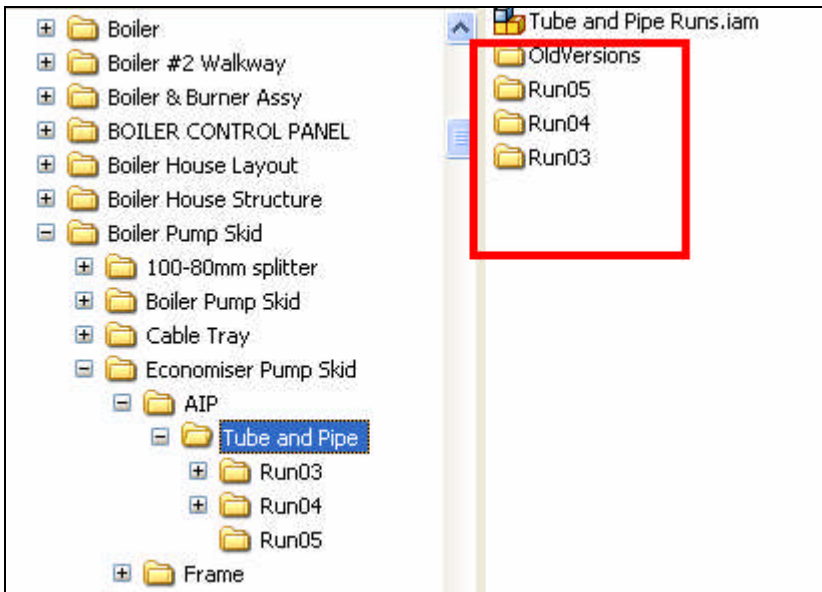 Boiler
Boiler #2 Walkway
Boiler & Burner Assy
BOILER CONTROL PANEL
Boiler House Layout
Boiler House Structure
Boiler Pump Skid
100-80mm splitter
Boiler Pump Skid
Cable Tray
Economiser Pump Skid
AIP
Tube and Pipe
Run03
Run04
Run05
Frame
Tube and Pipe Runs.iam
OldVersions
Run05
Run04
Run03